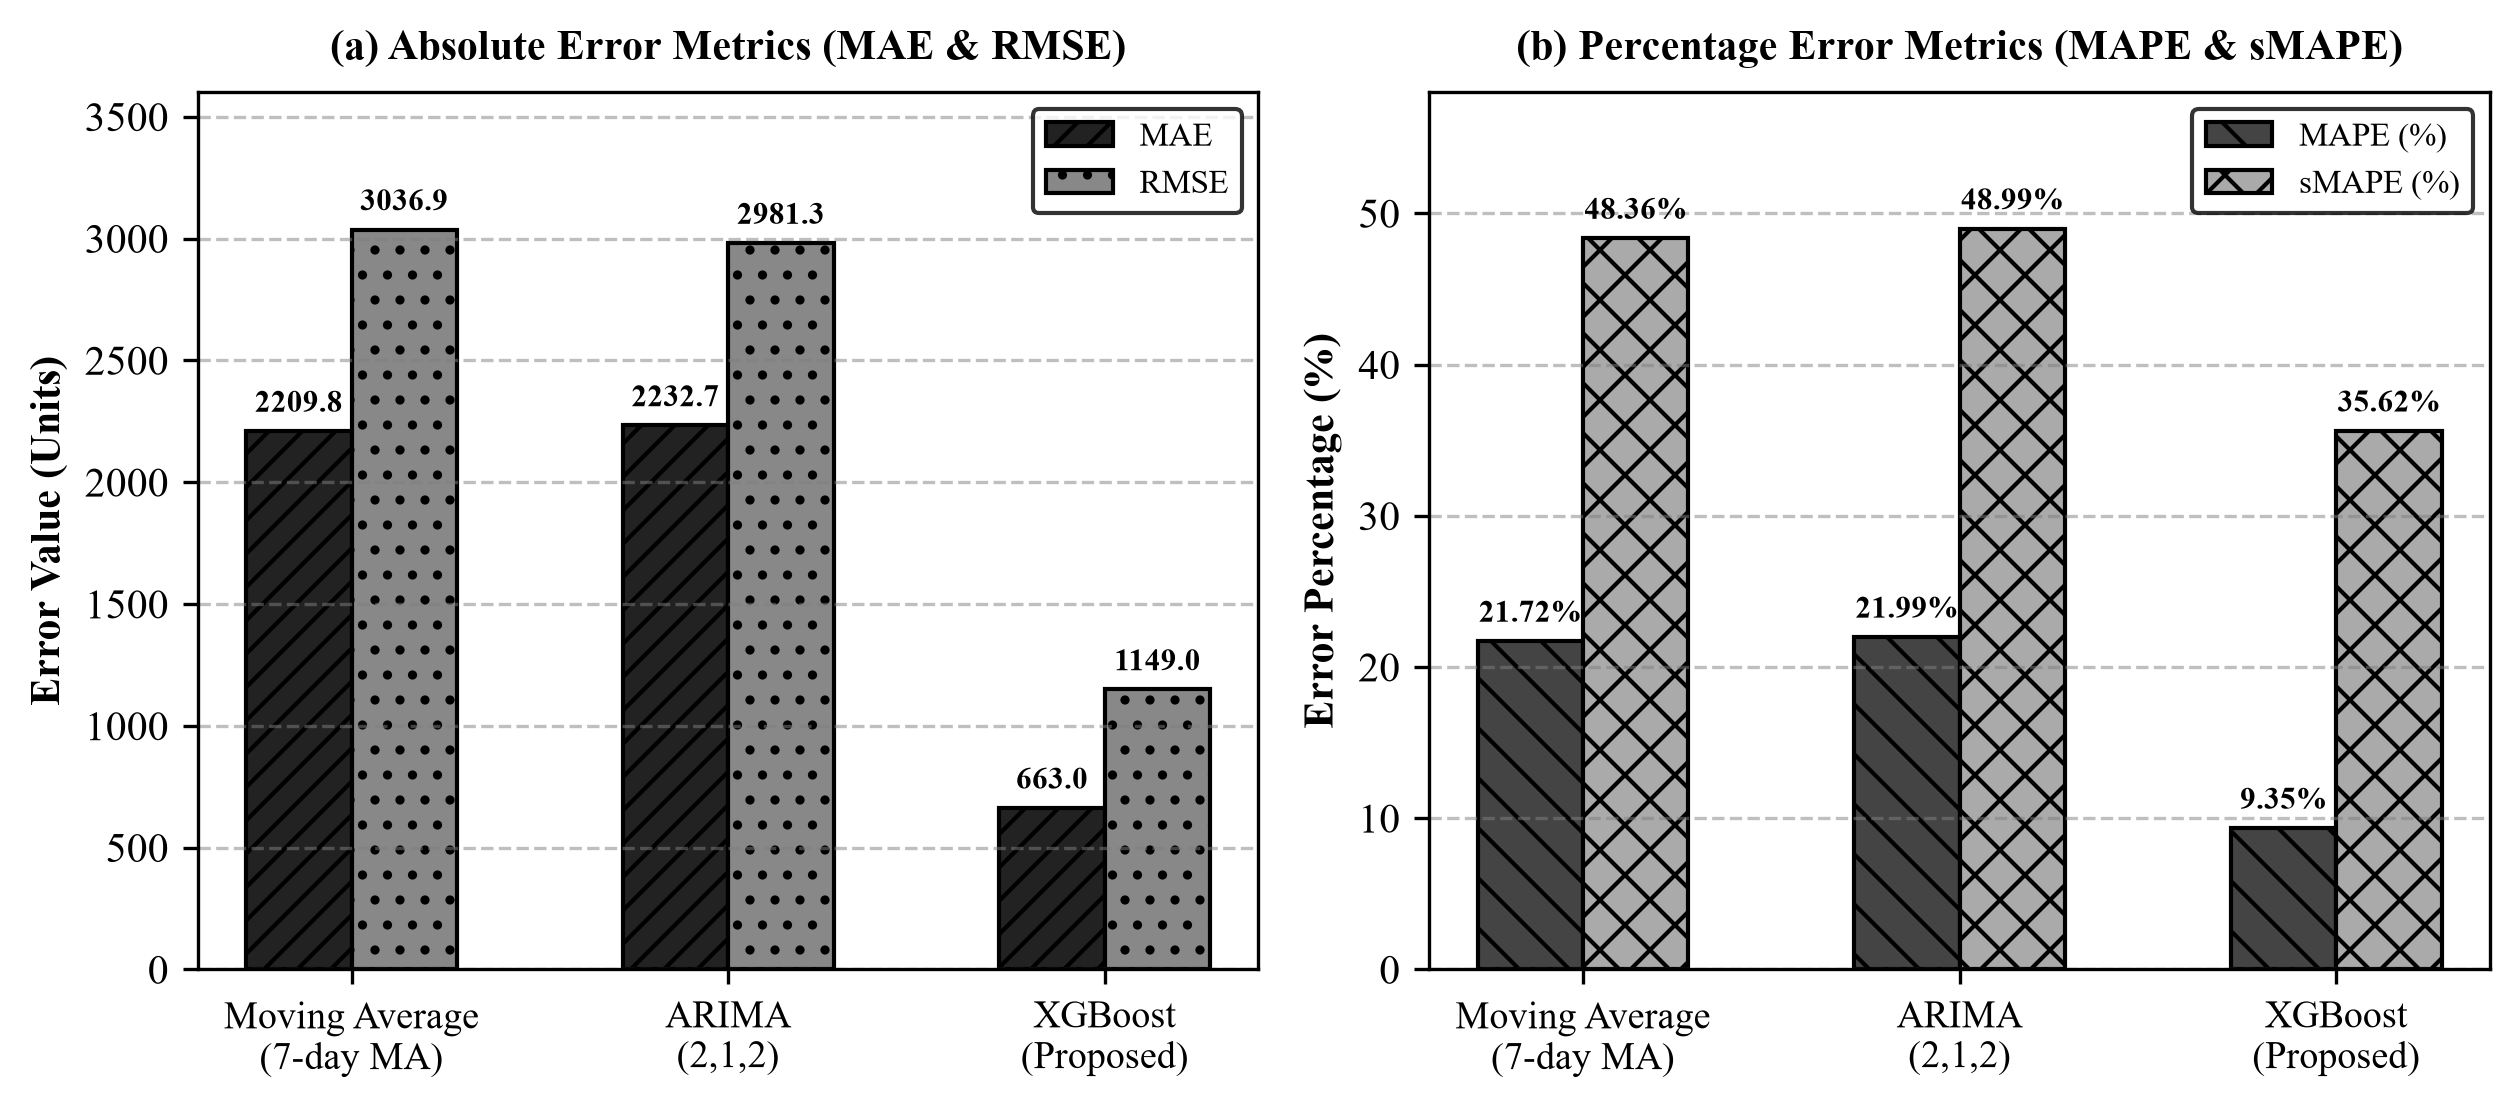 (a) Absolute Error Metrics (MAE & RMSE)
Error Value (Units)
3500
3000
2500
2000
1500
1000
500
0
MAE
RMSE
2209.8
3036.9
2232.7
2981.3
663.0
1149.0
Moving Average
(7-day MA)
ARIMA
(2,1,2)
XGBoost
(Proposed)
(b) Percentage Error Metrics (MAPE & sMAPE)
Error Percentage (%)
50
40
30
20
10
0
MAPE (%)
sMAPE (%)
21.72%
48.36%
21.99%
48.99%
9.35%
35.62%
Moving Average
(7-day MA)
ARIMA
(2,1,2)
XGBoost
(Proposed)